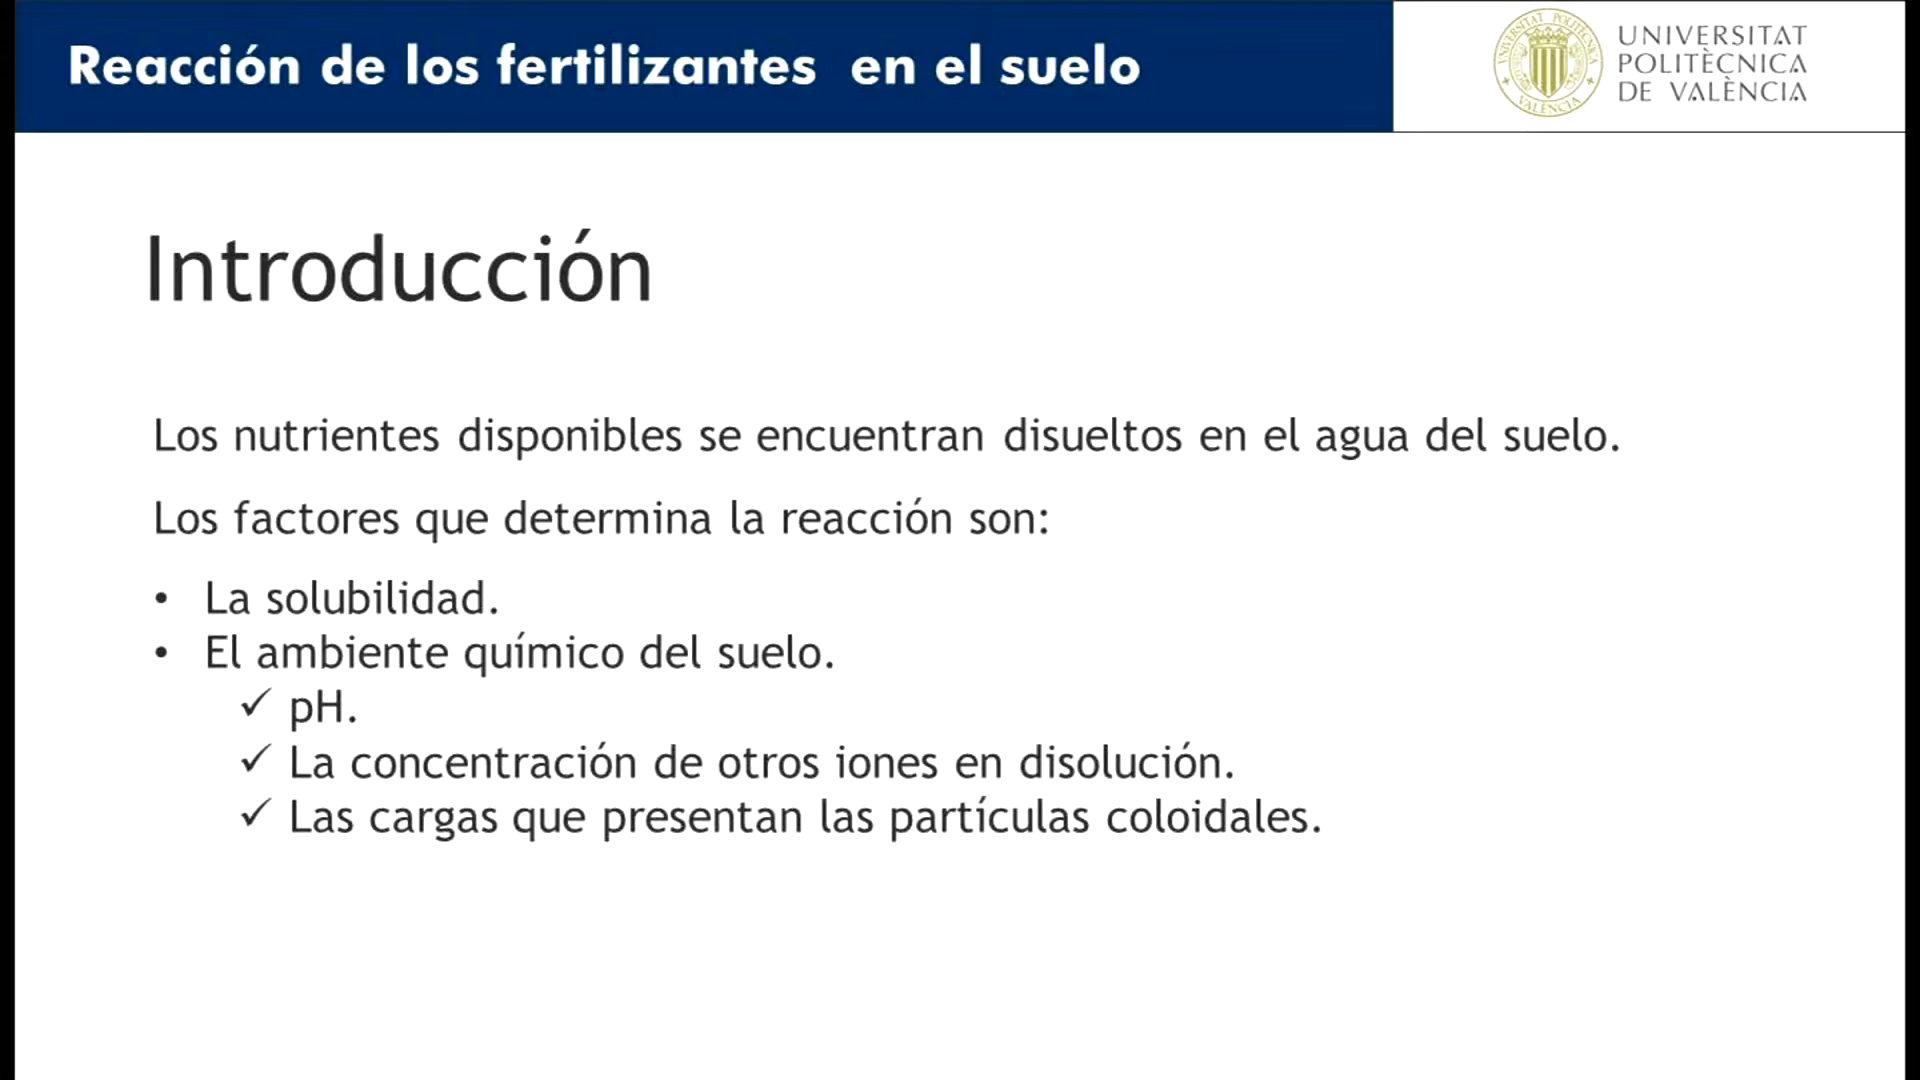 Reacción de los fertilizantes en el suelo
UNIVERSITAT
POLITÈCNICA
DE VALÈNCIA
Introducción
Los nutrientes disponibles se encuentran disueltos en el agua del suelo.
Los factores que determina la reacción son:
• La solubilidad.
• El ambiente químico del suelo.
✓ pH.
✓ La concentración de otros iones en disolución.
✓ Las cargas que presentan las partículas coloidales.